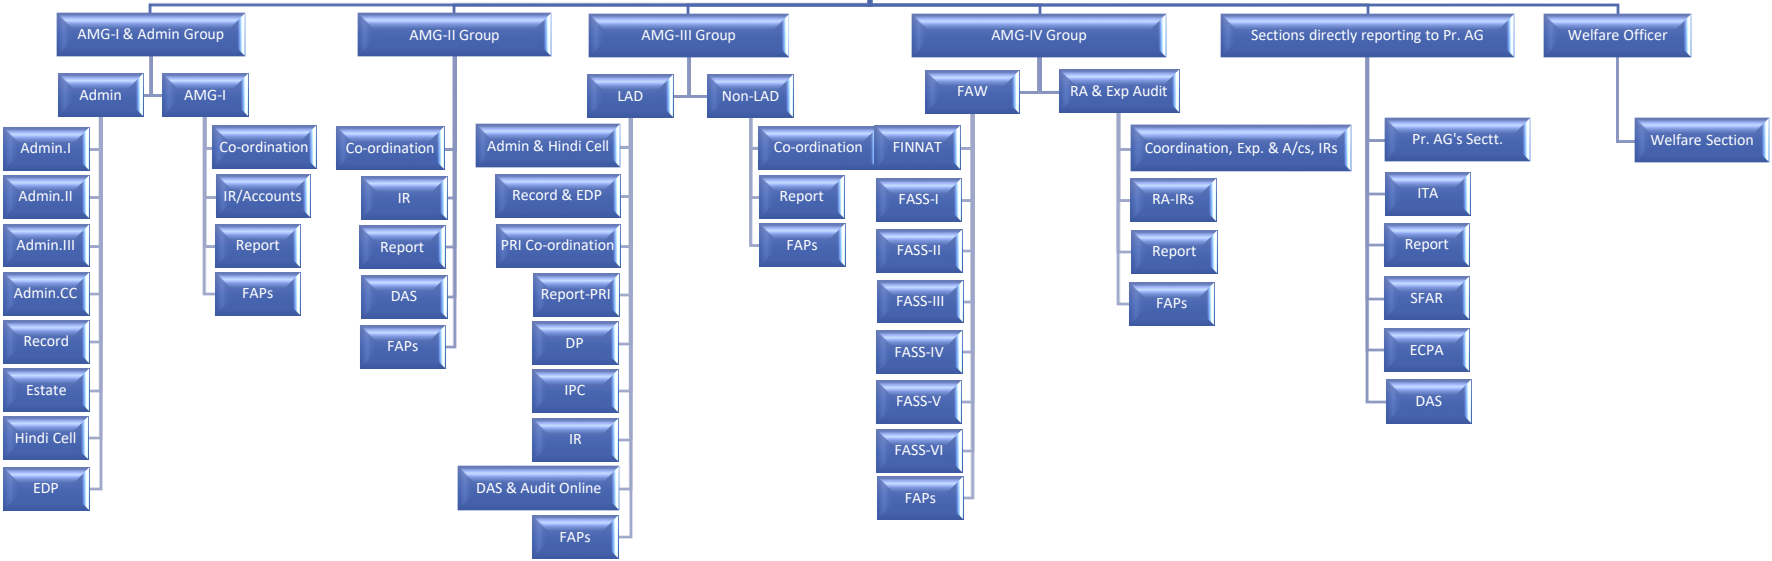 AMG-I & Admin Group
AMG-II Group
AMG-III Group
AMG-IV Group
Sections directly reporting to Pr. AG
Welfare Officer
Admin
AMG-I
LAD
Non-LAD
FAW
RA & Exp Audit
Admin.I
Admin.II
Admin.III
Admin.CC
Record
Estate
Hindi Cell
EDP
Co-ordination
IR/Accounts
Report
FAPs
Co-ordination
IR
Report
DAS
FAPs
Admin & Hindi Cell
Record & EDP
PRI Co-ordination
Report-PRI
DP
IPC
IR
DAS & Audit Online
FAPs
Co-ordination
Report
FAPs
FINNAT
FASS-I
FASS-II
FASS-III
FASS-IV
FASS-V
FASS-VI
FAPs
Coordination, Exp. & A/cs, IRs
RA-IRs
Report
FAPs
Pr. AG's Sectt.
ITA
Report
SFAR
ECPA
DAS
Welfare Section